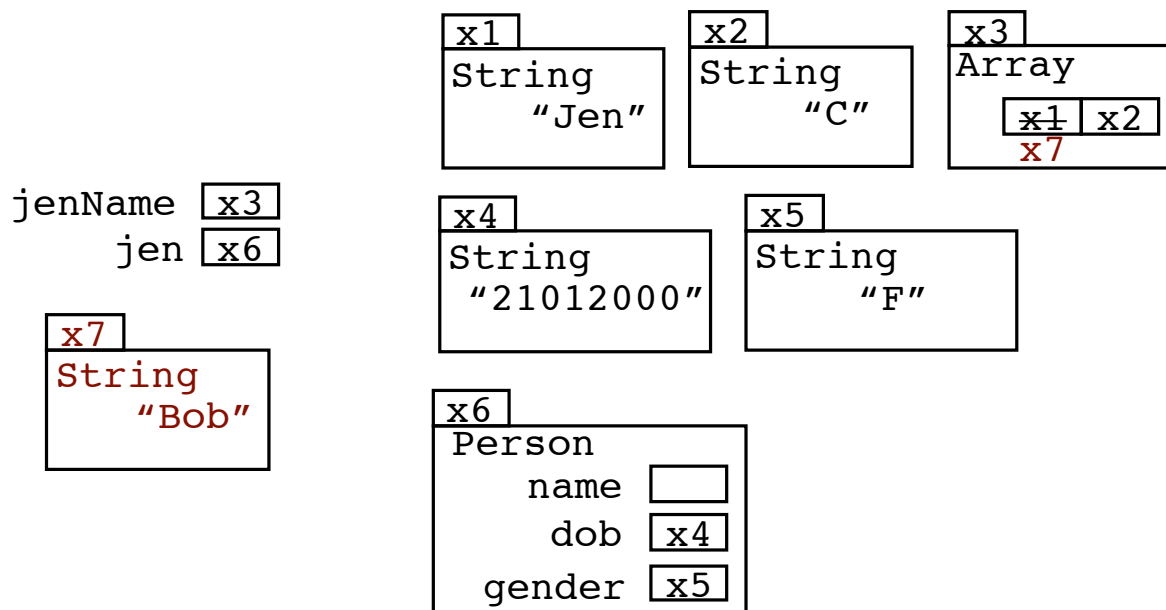 x1
String
“Jen”
x2
String
“C”
x3
Array
x1 x2
x7
jenName x3
jen x6
x4
String
“21012000”
x5
String
“F”
x7
String
“Bob”
x6
Person
name
dob x4
gender x5